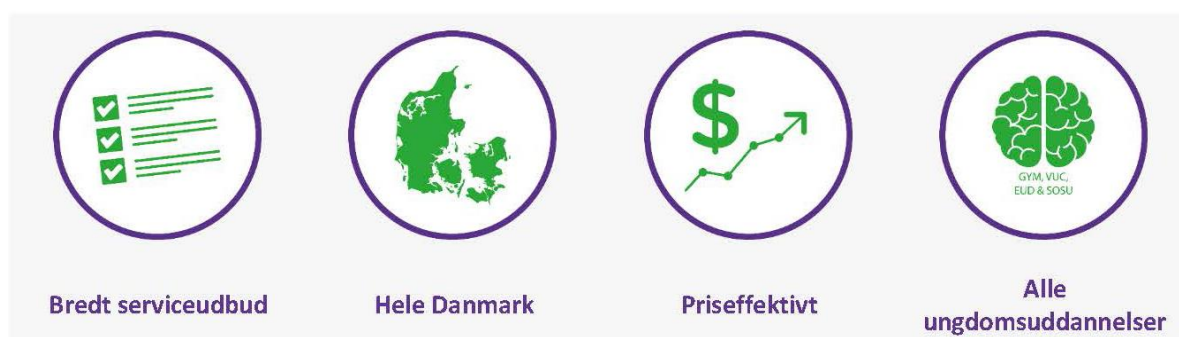 $
GYM, VUC,
EUD & SOSU
Bredt serviceudbud
Hele Danmark
Priseffektivt
Alle
ungdomsuddannelser